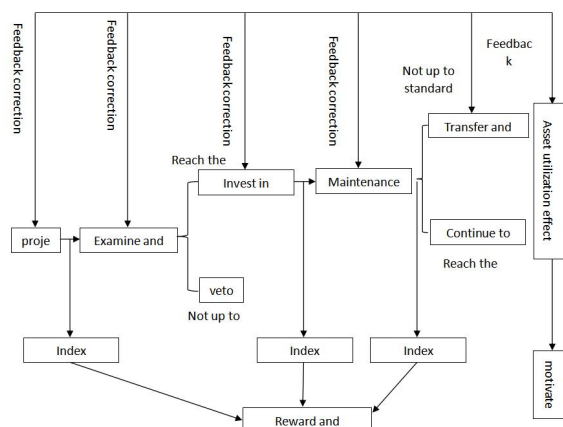 Feedback correction
Feedback correction
Feedback correction
Feedback correction
Feedbac
k
Not up to
standard
Transfer and
Asset utilization effect
Reach the
Invest in
Maintenance
proje
Examine and
Continue to
Reach the
veto
Not up to
Index
Index
Index
motivate
Reward and